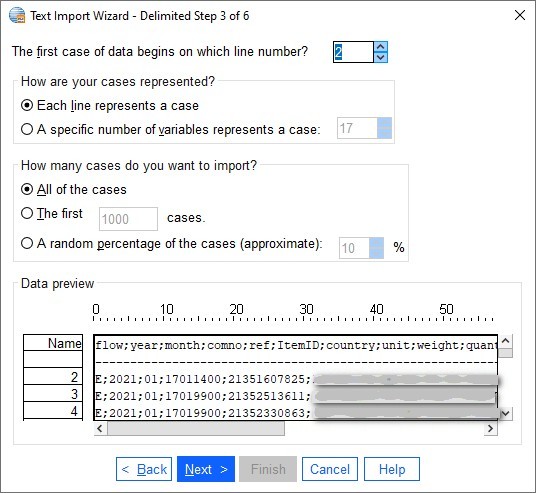 Text Import Wizard - Delimited Step 3 of 6
The first case of data begins on which line number? 2
How are your cases represented?
Each line represents a case
A specific number of variables represents a case: 17
How many cases do you want to import?
All of the cases
The first 1000 cases.
A random percentage of the cases (approximate): 10 %
Data preview
0 10 20 30 40 50
Name flow;year;month;comno;ref;ItemID;country;unit;weight;quant
2 E;2021;01;17011400;21351607825;
3 E;2021;01;17019900;21352513611;
4 E;2021;01;17019900;21352330863;
< Back Next > Finish Cancel Help